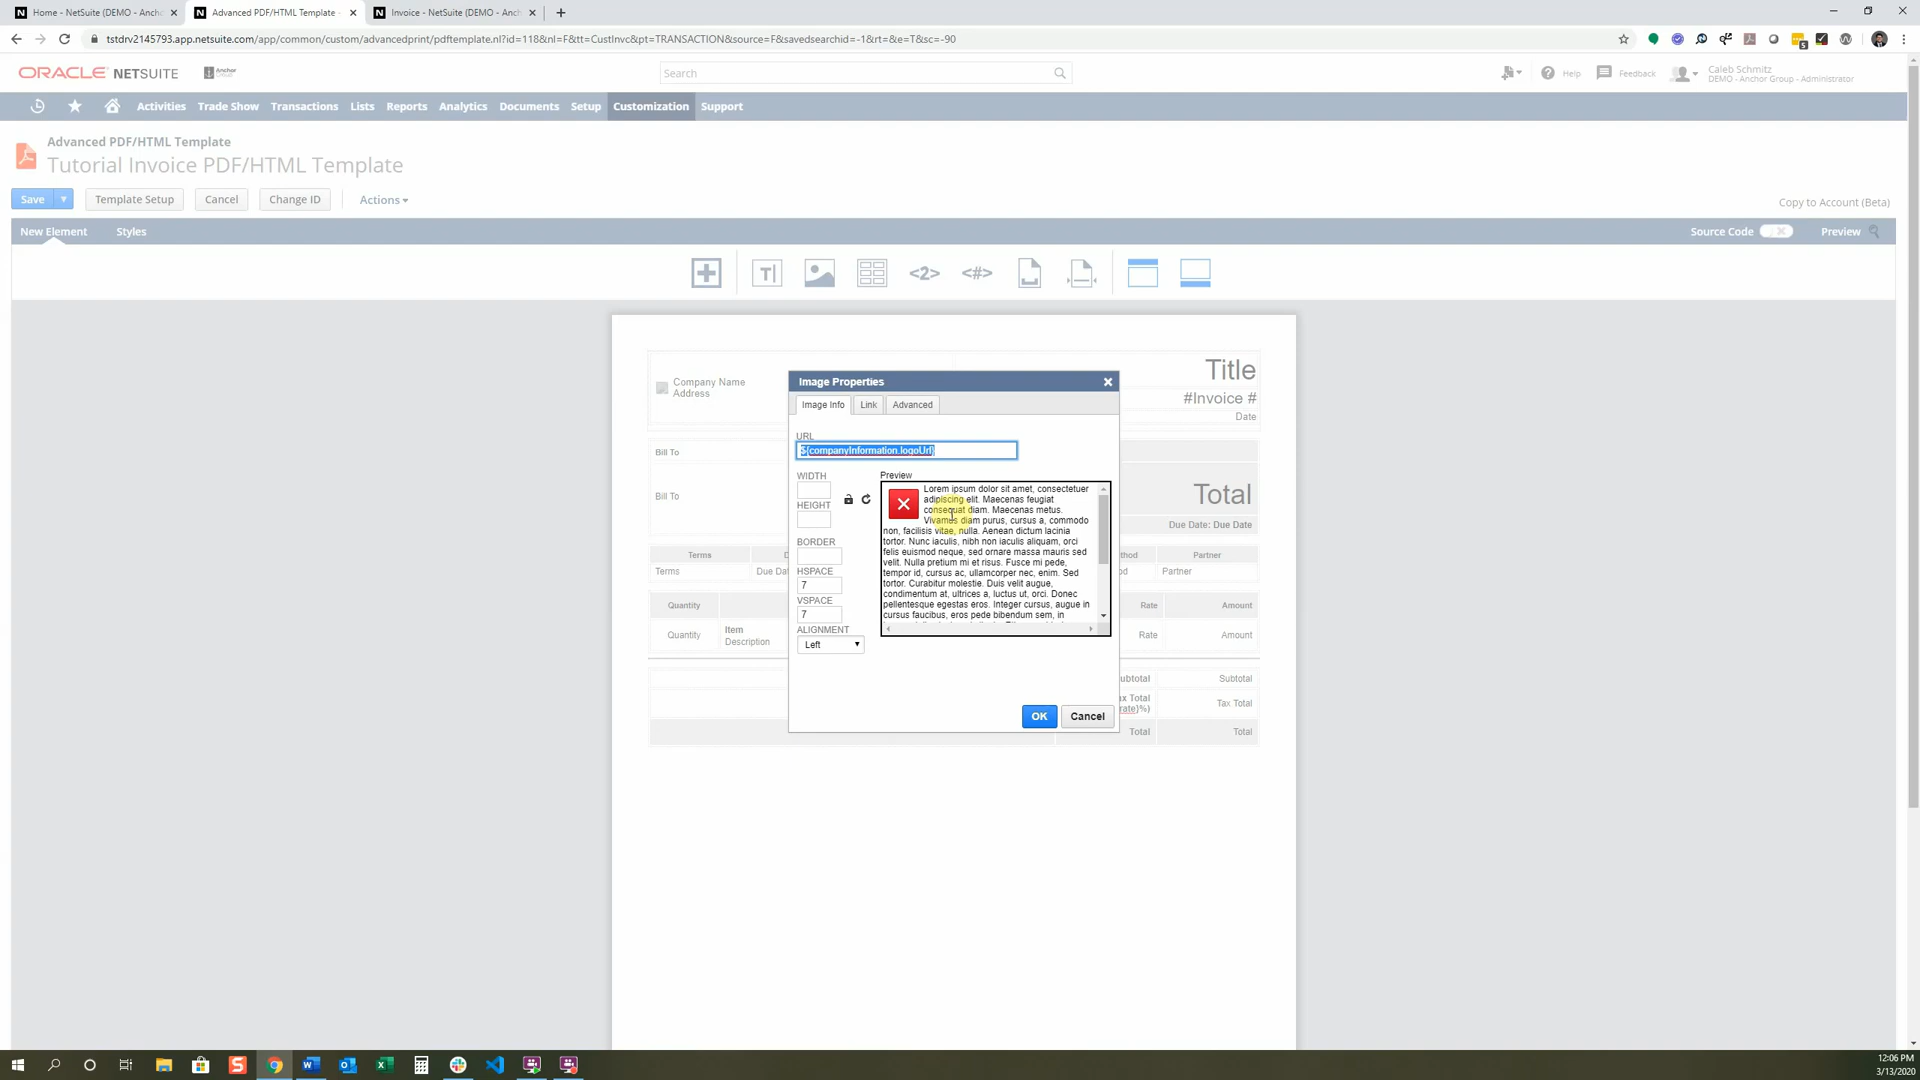 Home - NetSuite (DEMO - Ancho
Advanced PDF/HTML Template -
Invoice - NetSuite (DEMO - Anch
tstdrv2145793.app.netsuite.com/app/common/custom/advancedprint/pdftemplate.nl?id=118&nl=F&tt=CustInvc&pt=TRANSACTION&source=F&savedsearchid=-1&rt=&e=T&sc=-90
ORACLE NETSUITE
Anchor
Search
Help
Feedback
Caleb Schmitz
DEMO - Anchor Group - Administrator
Activities Trade Show Transactions Lists Reports Analytics Documents Setup Customization Support
Advanced PDF/HTML Template
Tutorial Invoice PDF/HTML Template
Save
Template Setup
Cancel
Change ID
Actions
Copy to Account (Beta)
New Element
Styles
Source Code
Preview
<2>
<#>
Company Name
Address
Title
#Invoice #
Date
Image Properties
Image Info
Link
Advanced
URL
${companyInformation.logoUrl}
WIDTH
HEIGHT
BORDER
HSPACE
7
VSPACE
7
ALIGNMENT
Left
Preview
Lorem ipsum dolor sit amet, consectetuer
adipiscing elit. Maecenas feugiat
consequat diam. Maecenas metus.
Vivamus diam purus, cursus a, commodo
non, facilisis vitae, nulla. Aenean dictum lacinia
tortor. Nunc iaculis, nibh non iaculis aliquam, orci
felis euismod neque, sed ornare massa mauris sed
velit. Nulla pretium mi et risus. Fusce mi pede,
tempor id, cursus ac, ullamcorper nec, enim. Sed
tortor. Curabitur molestie. Duis velit augue,
condimentum at, ultrices a, luctus ut, orci. Donec
pellentesque egestas eros. Integer cursus, augue in
cursus faucibus, eros pede bibendum sem, in
OK
Cancel
Bill To
Bill To
Total
Due Date: Due Date
Terms
thod
Partner
Terms
Due Da
od
Partner
Quantity
Rate
Amount
Quantity
Item
Description
Rate
Amount
ubtotal
Subtotal
x Total
rate)%)
Tax Total
Total
Total
12:06 PM
3/13/2020